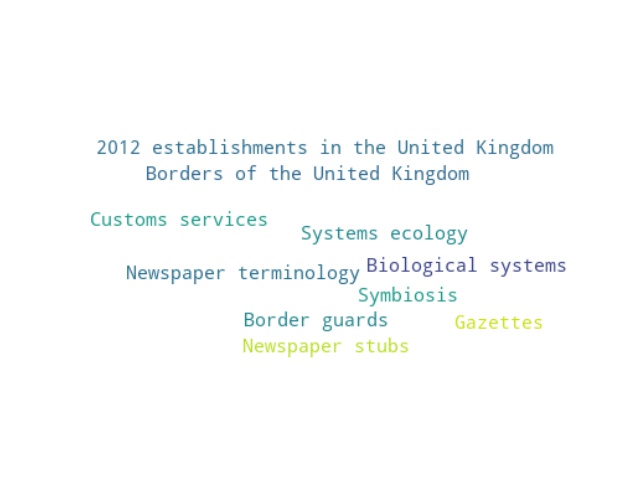 2012 establishments in the United Kingdom
Borders of the United Kingdom
Customs services
Systems ecology
Biological systems
Newspaper terminology
Symbiosis
Border guards
Gazettes
Newspaper stubs